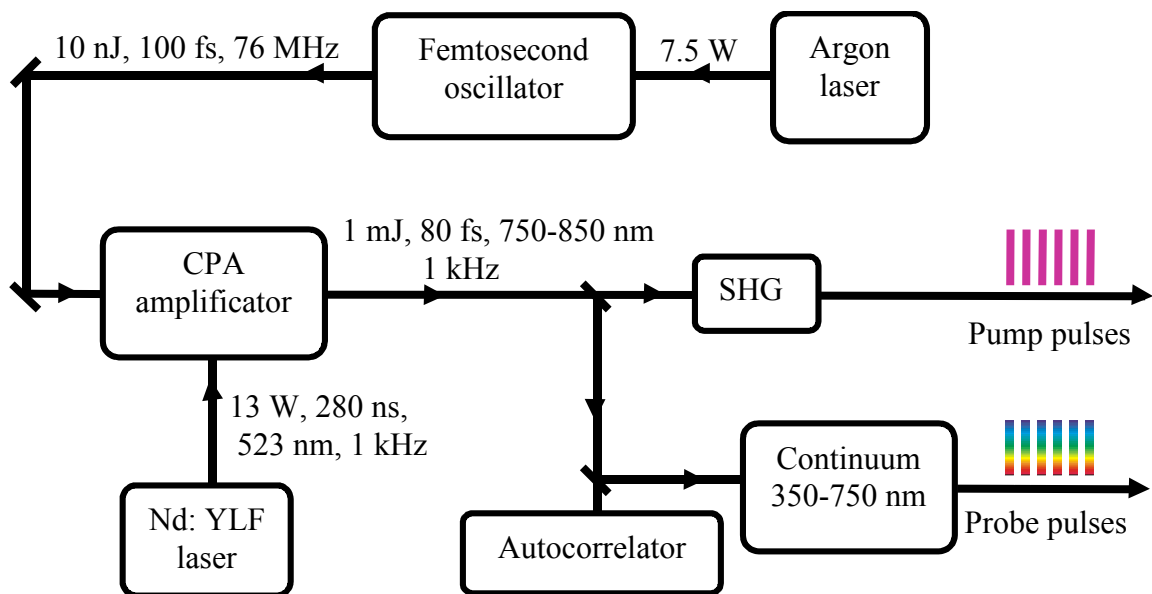 10 nJ, 100 fs, 76 MHz
Femtosecond
oscillator
7.5 W
Argon
laser
CPA
amplificator
1 mJ, 80 fs, 750-850 nm
1 kHz
SHG
Pump pulses
13 W, 280 ns,
523 nm, 1 kHz
Nd: YLF
laser
Autocorrelator
Continuum
350-750 nm
Probe pulses